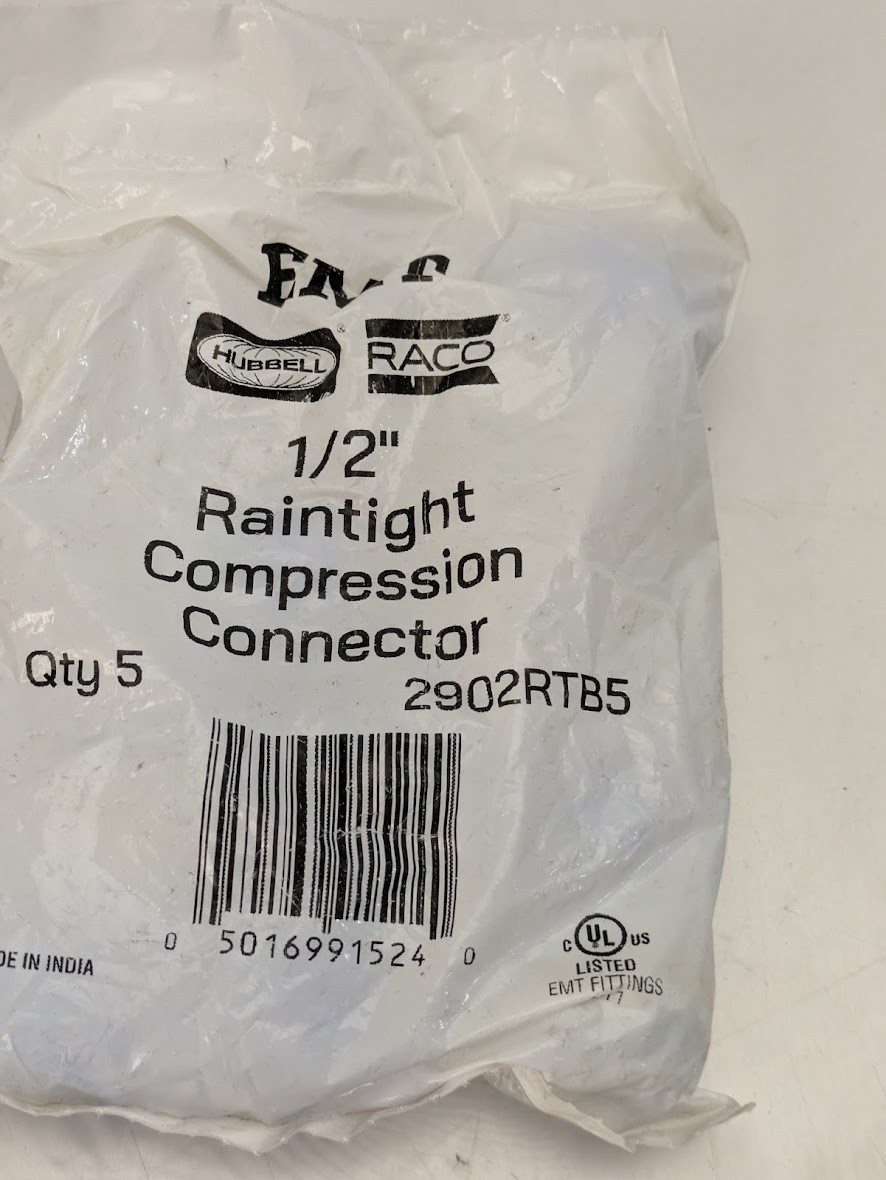 EMT
HUBBELL ® RACO ®
1/2"
Raintight
Compression
Connector
Qty 5
2902RTB5
0 5016991524 0
DE IN INDIA
C UL US
LISTED
EMT FITTINGS